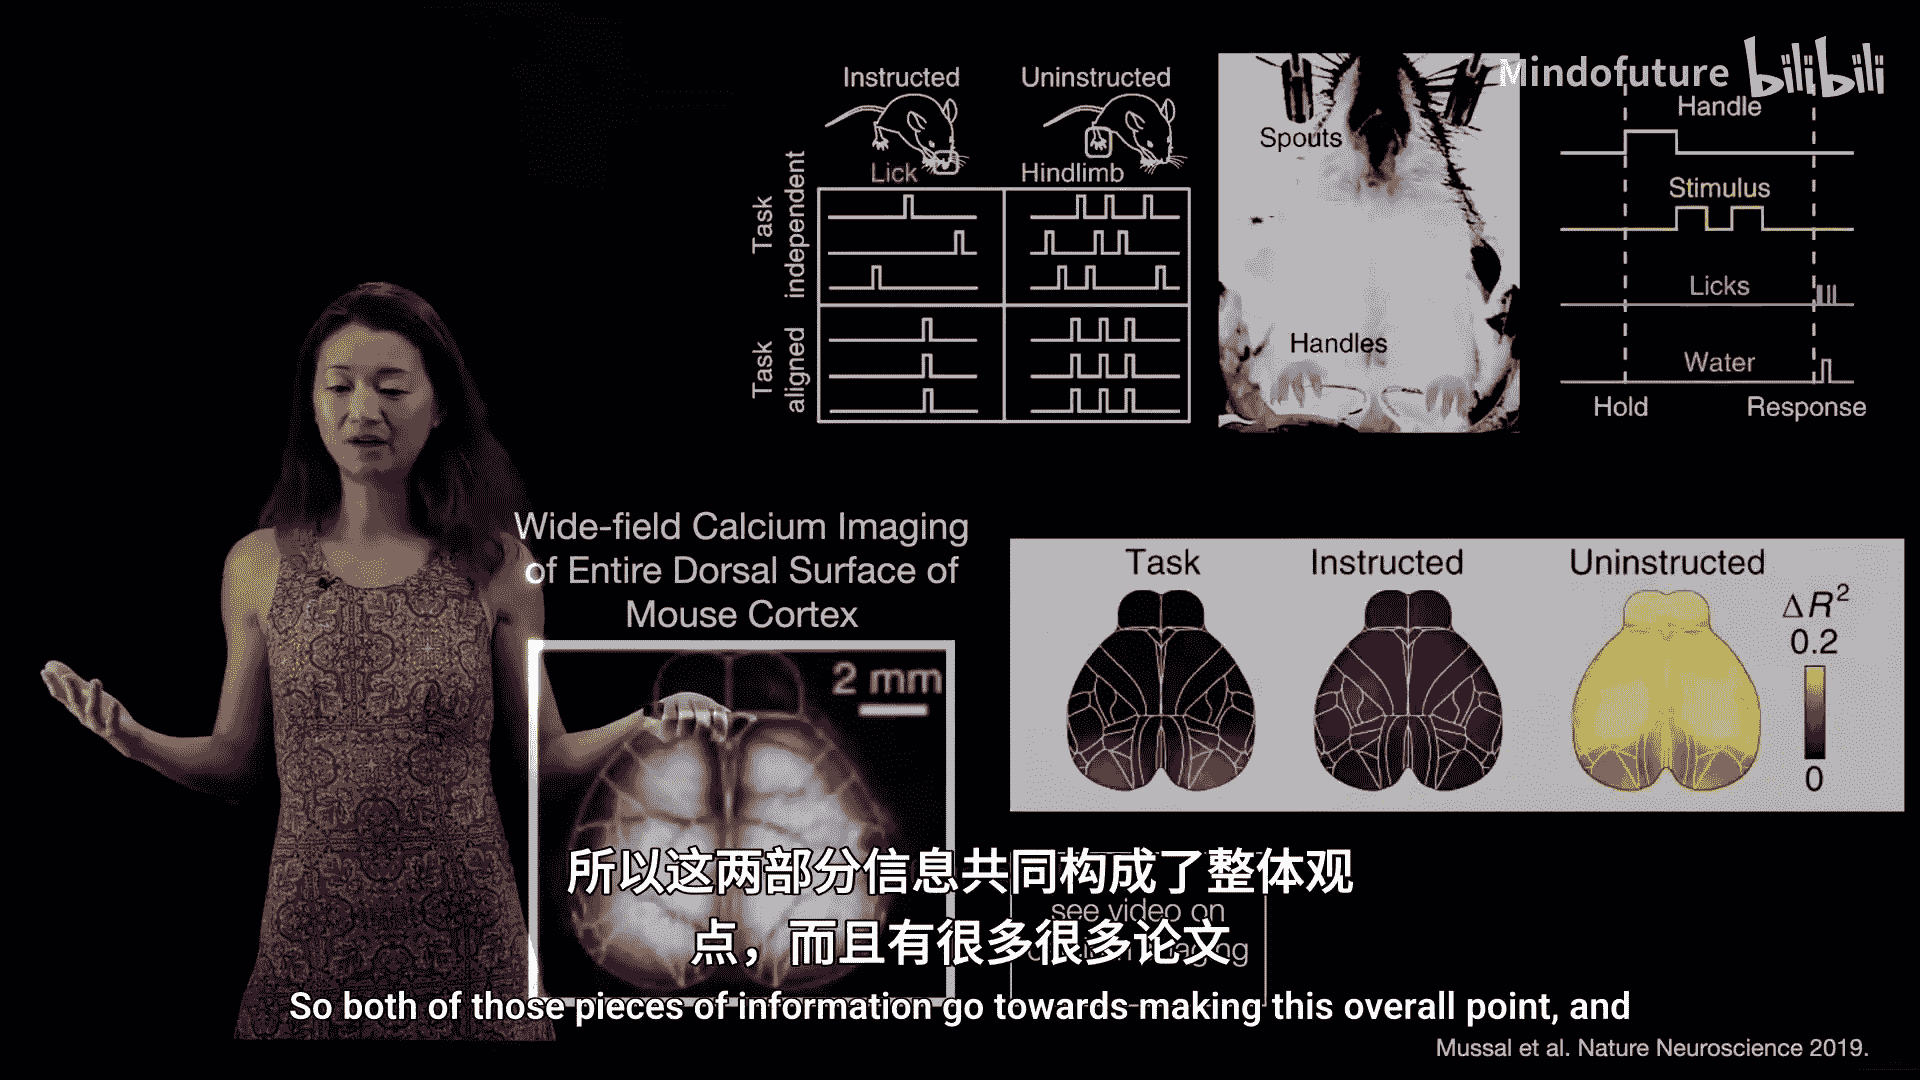 Mindofuture bilibili
Instructed
Uninstructed
Lick
Hindlimb
Task
independent
Task
aligned
Spouts
Handles
Handle
Stimulus
Licks
Water
Hold
Response
Wide-field Calcium Imaging
of Entire Dorsal Surface of
Mouse Cortex
2 mm
Task
Instructed
Uninstructed
ΔR²
0.2
0
see video on
imaging
所以这两部分信息共同构成了整体观
点，而且有很多很多论文
So both of those pieces of information go towards making this overall point, and
Mussal et al. Nature Neuroscience 2019.